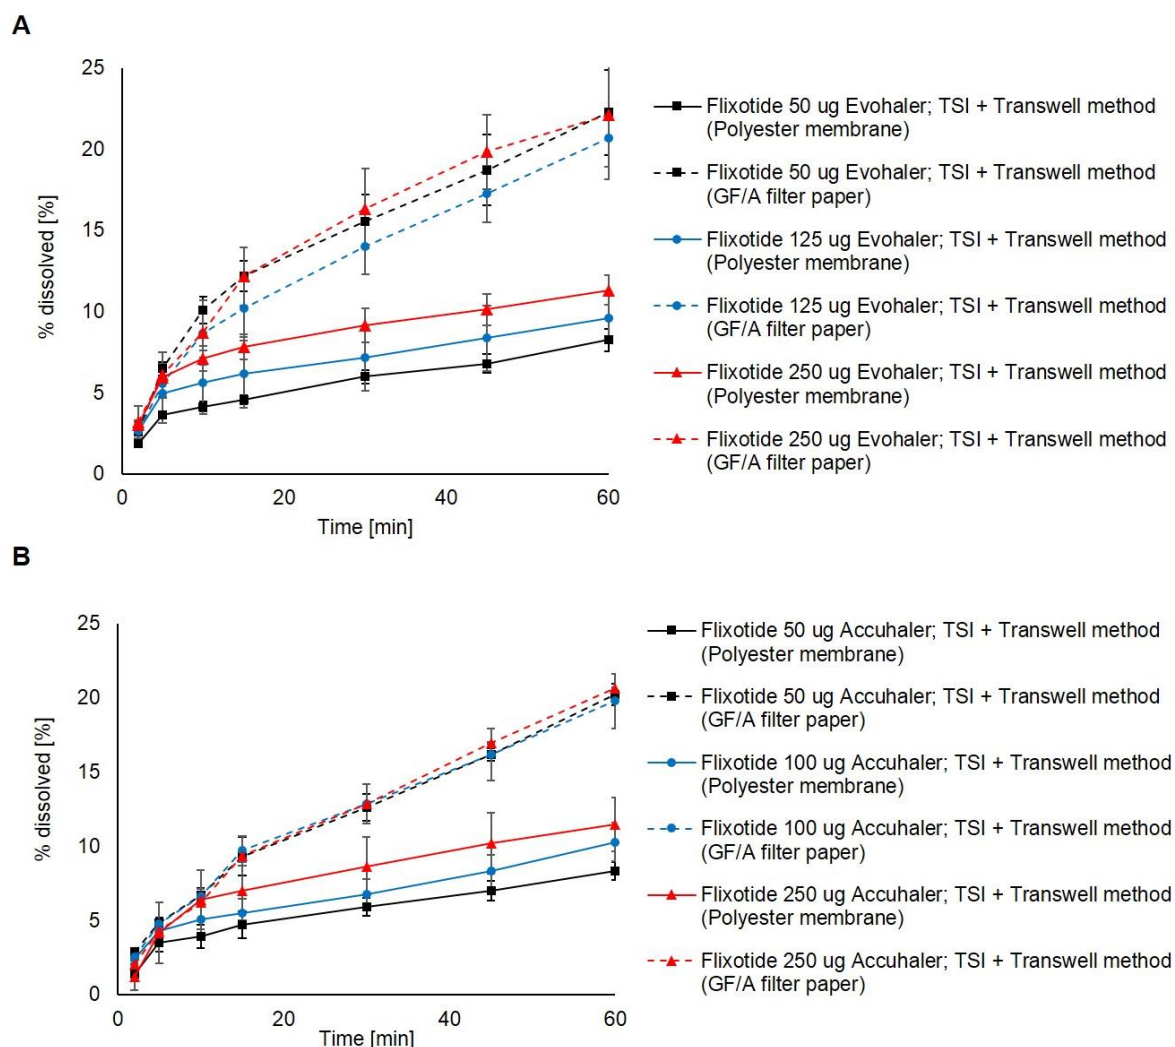 A
25
20
15
10
5
0
% dissolved [%]
0 20 40 60
Time [min]
Flixotide 50 ug Evohaler; TSI + Transwell method
(Polyester membrane)
Flixotide 50 ug Evohaler; TSI + Transwell method
(GF/A filter paper)
Flixotide 125 ug Evohaler; TSI + Transwell method
(Polyester membrane)
Flixotide 125 ug Evohaler; TSI + Transwell method
(GF/A filter paper)
Flixotide 250 ug Evohaler; TSI + Transwell method
(Polyester membrane)
Flixotide 250 ug Evohaler; TSI + Transwell method
(GF/A filter paper)
B
25
20
15
10
5
0
% dissolved [%]
0 20 40 60
Time [min]
Flixotide 50 ug Accuhaler; TSI + Transwell method
(Polyester membrane)
Flixotide 50 ug Accuhaler; TSI + Transwell method
(GF/A filter paper)
Flixotide 100 ug Accuhaler; TSI + Transwell method
(Polyester membrane)
Flixotide 100 ug Accuhaler; TSI + Transwell method
(GF/A filter paper)
Flixotide 250 ug Accuhaler; TSI + Transwell method
(Polyester membrane)
Flixotide 250 ug Accuhaler; TSI + Transwell method
(GF/A filter paper)